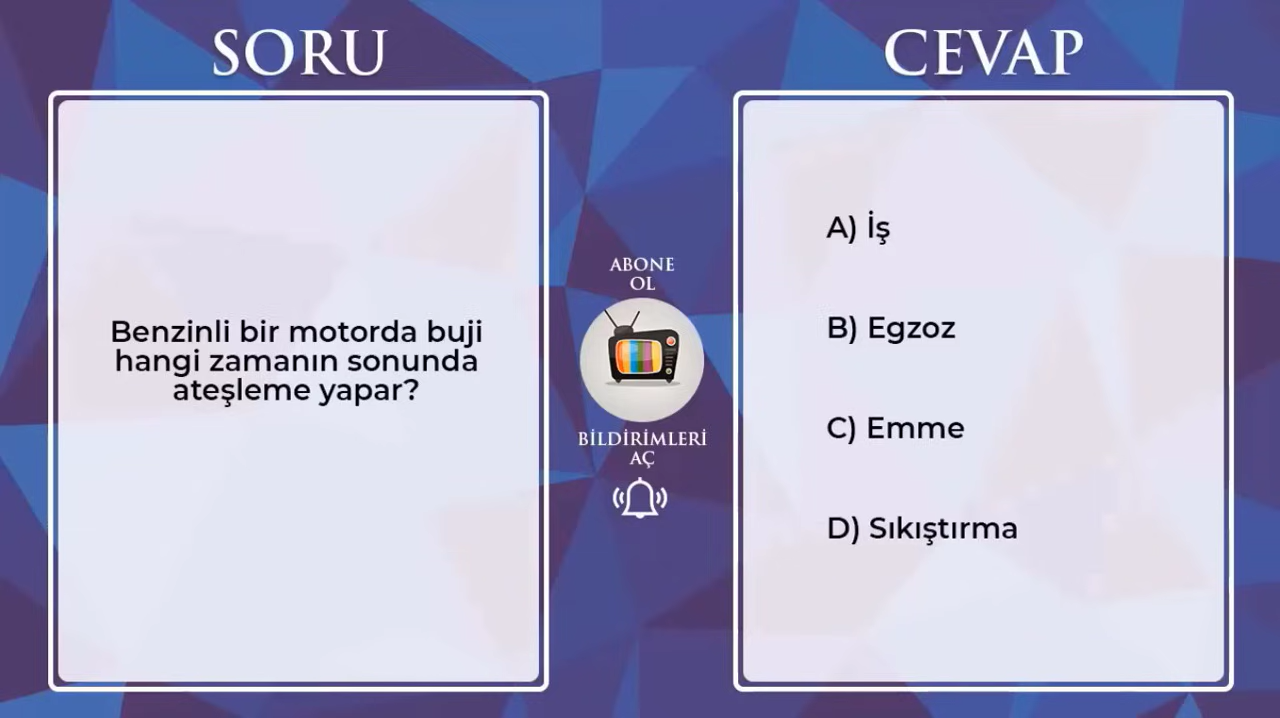 SORU
Benzinli bir motorda buji
hangi zamanın sonunda
ateşleme yapar?
ABONE
OL
BİLDİRİMLERİ
AÇ
CEVAP
A) İş
B) Egzoz
C) Emme
D) Sıkıştırma